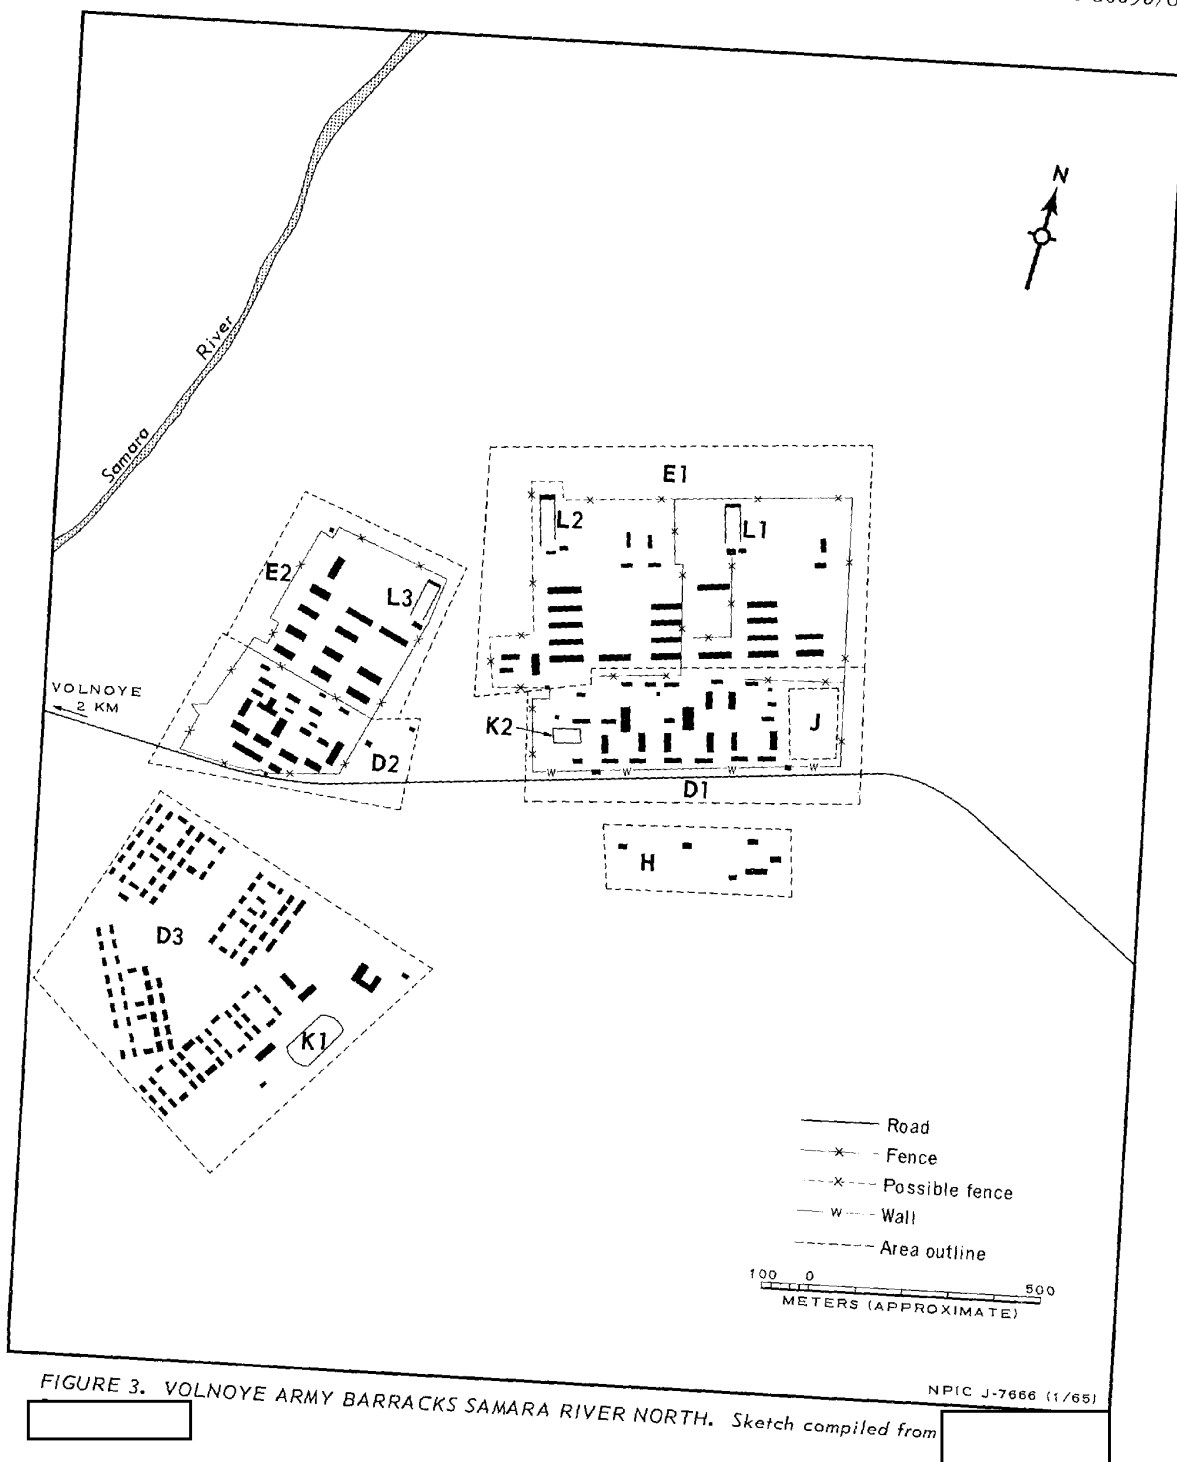 N
Samara River
E1
L2
L1
E2
L3
VOLNOYE
2 KM
K2
J
D2
D1
H
D3
K1
Road
Fence
Possible fence
W Wall
Area outline
100 0 500
METERS (APPROXIMATE)
NPIC J-7666 (1/65)
FIGURE 3. VOLNOYE ARMY BARRACKS SAMARA RIVER NORTH. Sketch compiled from